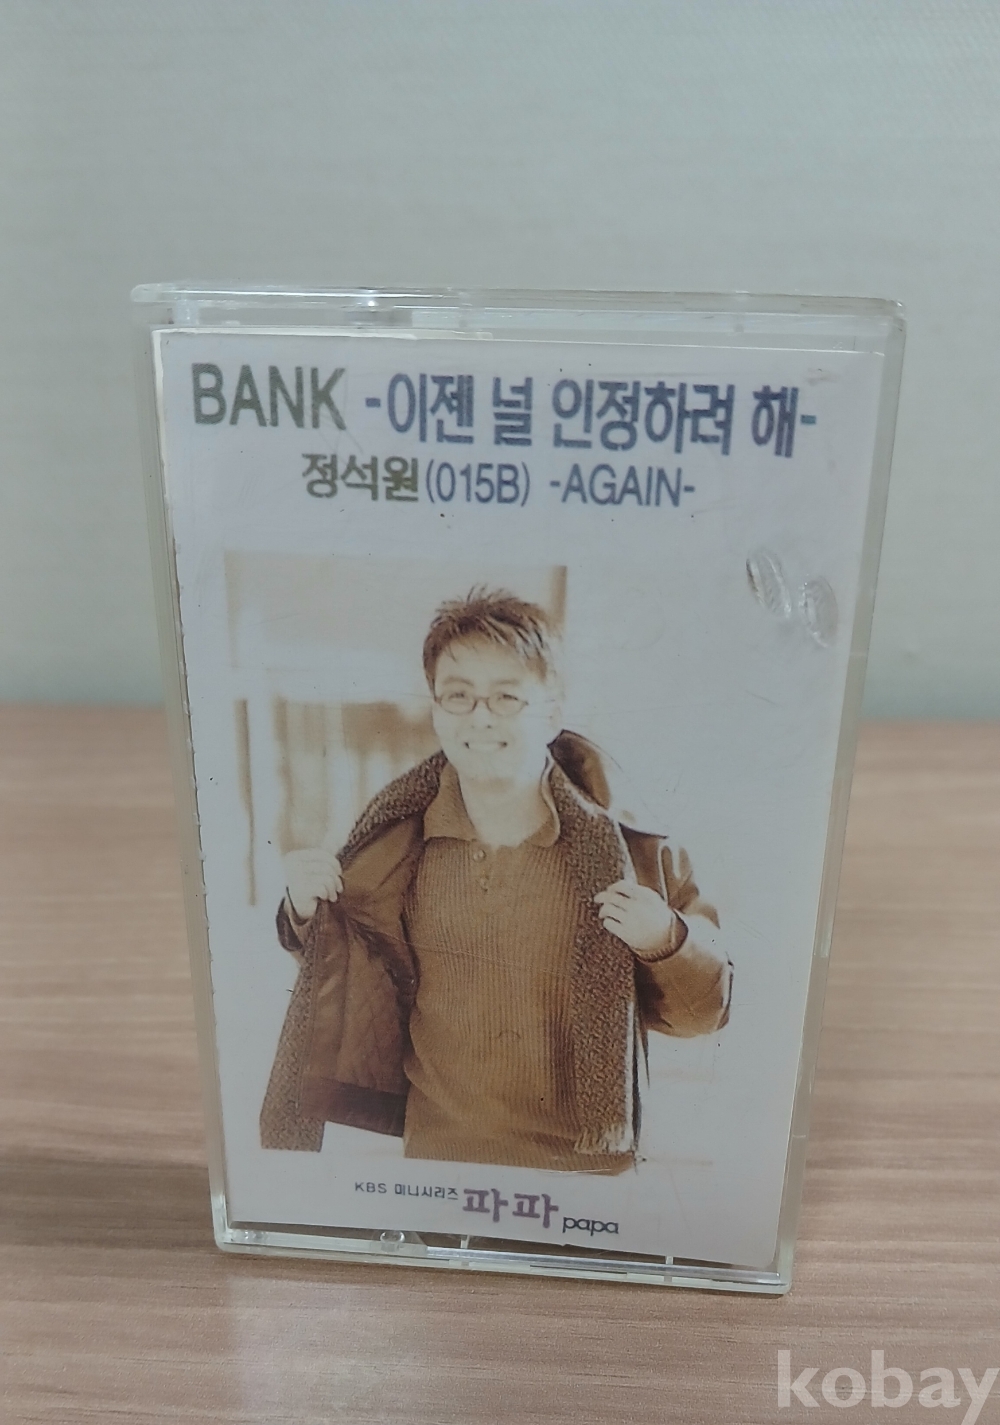 BANK -이젠 널 인정하려 해-
정석원(015B) -AGAIN-
KBS 미니시리즈 파파 papa
kobay